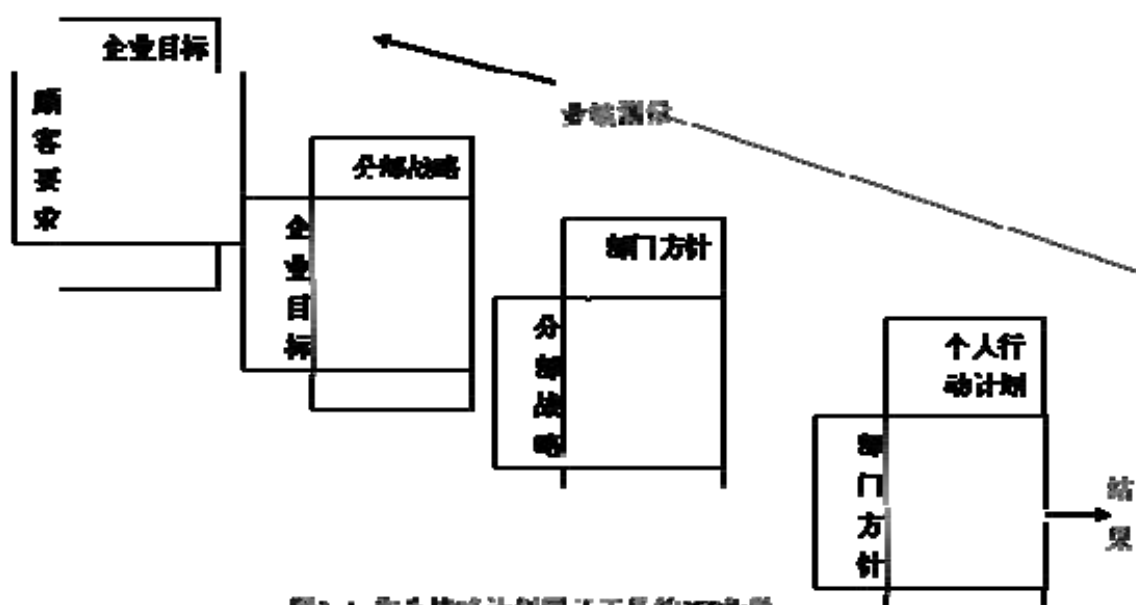 企业目标
顾客要求
分部战略
企业目标
部门方针
分部战略
个人行
动计划
部门方针
结果